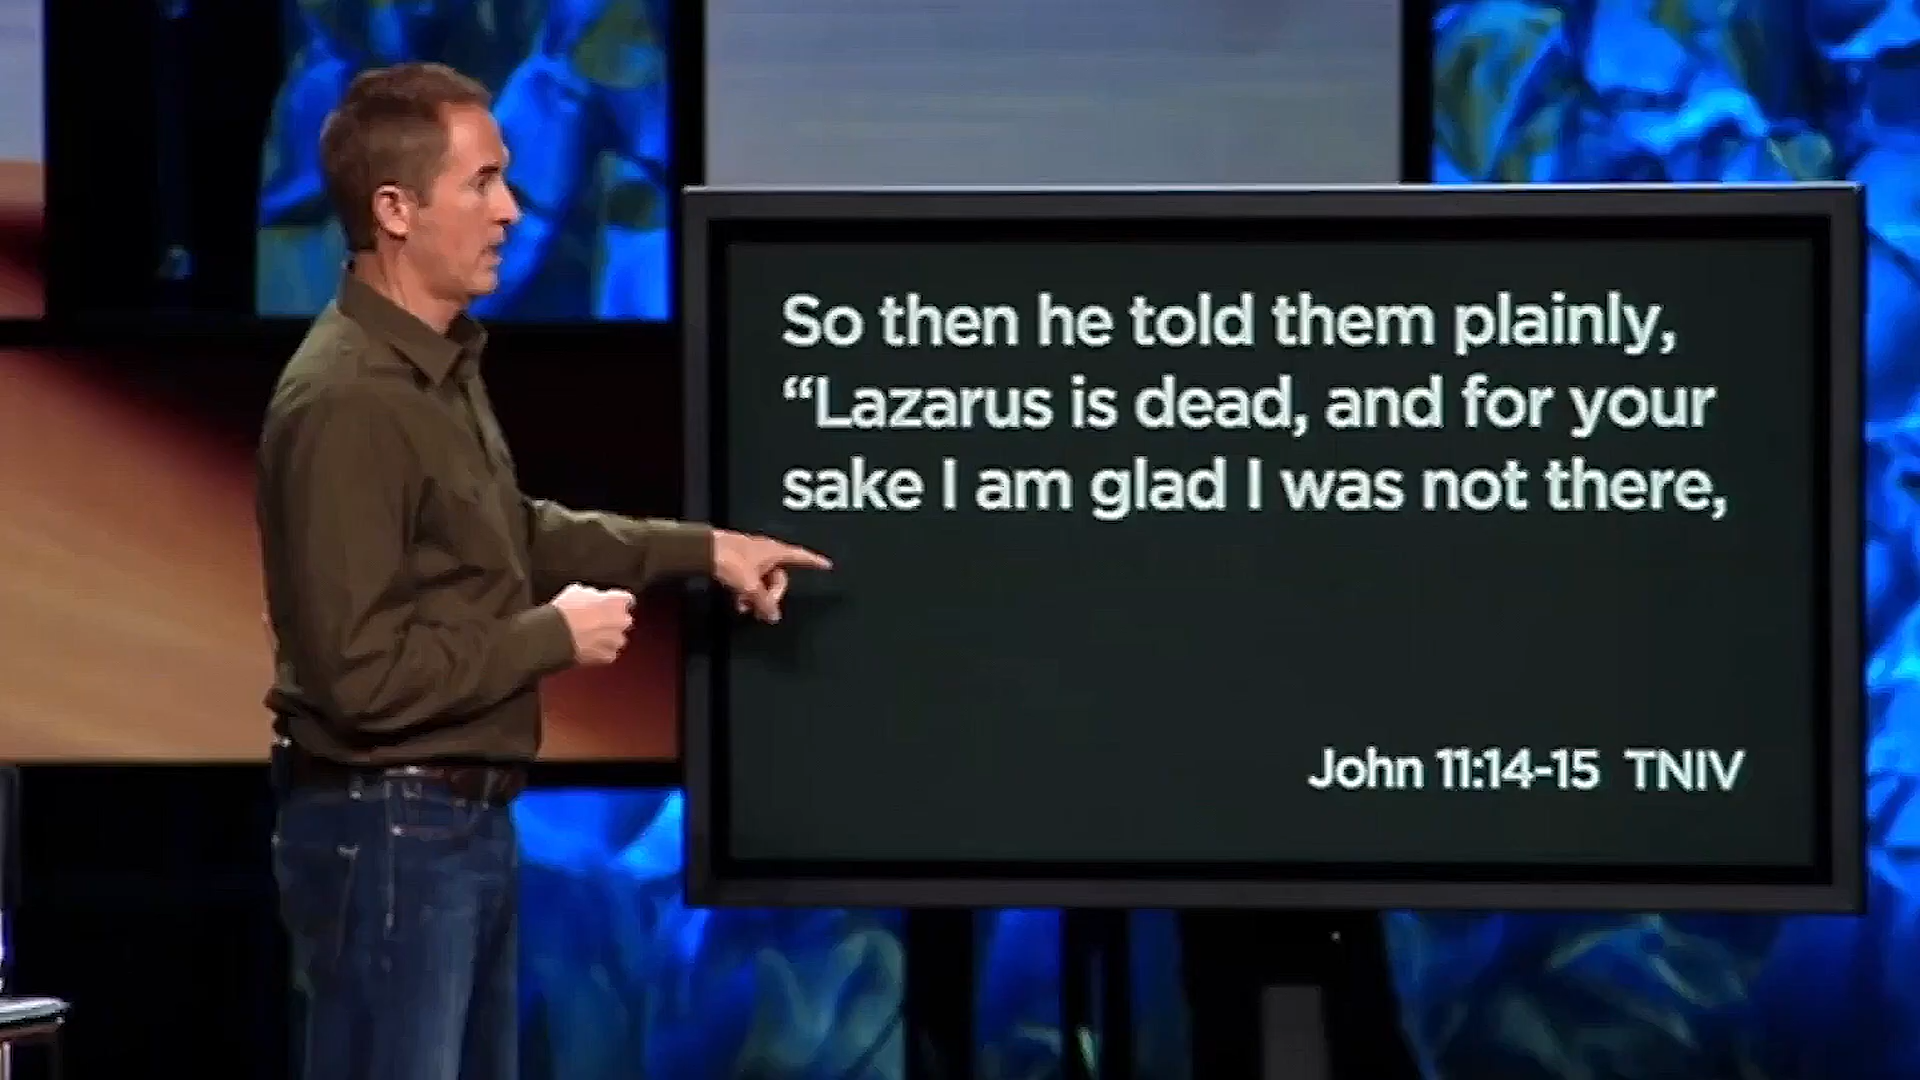 So then he told them plainly,
“Lazarus is dead, and for your
sake I am glad I was not there,
John 11:14-15 TNIV